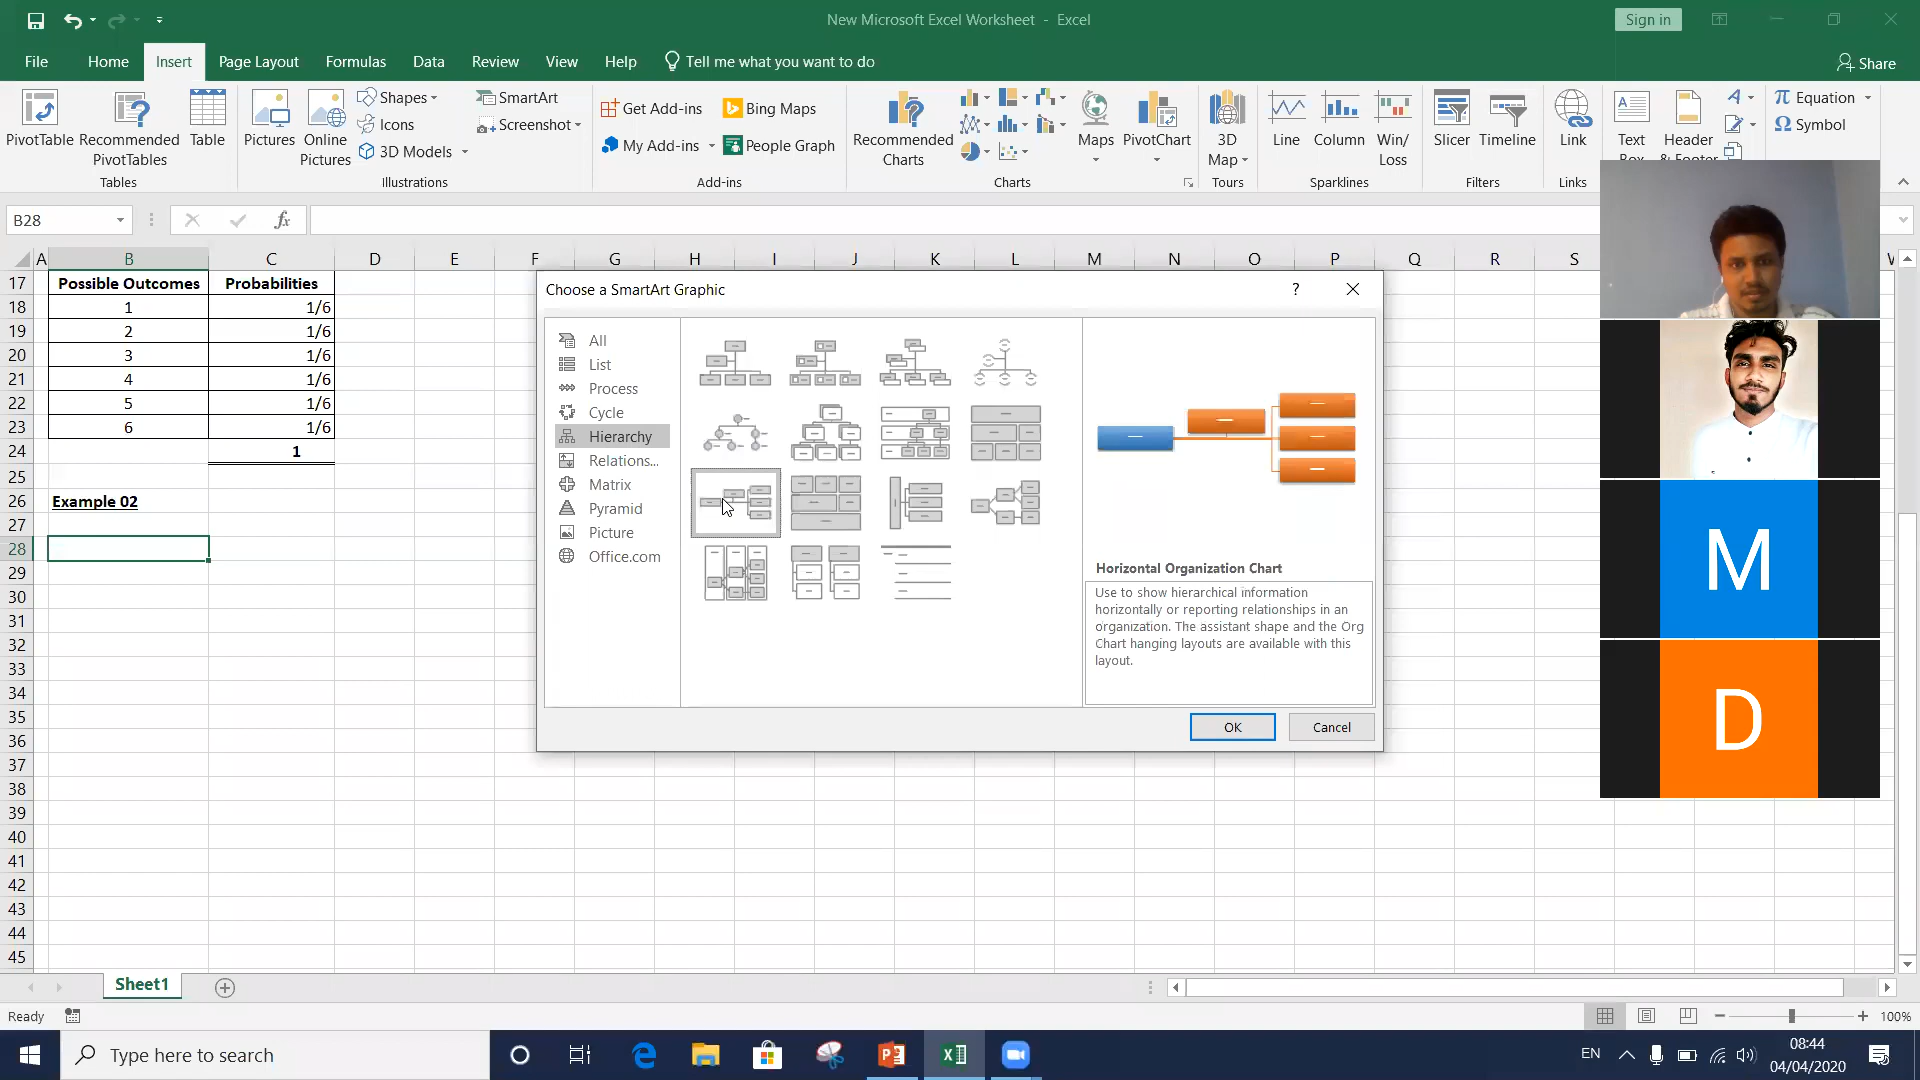 New Microsoft Excel Worksheet - Excel
Sign in
File Home Insert Page Layout Formulas Data Review View Help Tell me what you want to do
Share
PivotTable
Recommended
PivotTables
Table
Tables
Pictures
Online
Pictures
Shapes
Icons
3D Models
SmartArt
Screenshot
Illustrations
Get Add-ins
My Add-ins
Bing Maps
People Graph
Add-ins
Recommended
Charts
Maps
PivotChart
Charts
3D
Map
Tours
Line
Column
Win/
Loss
Sparklines
Slicer
Timeline
Filters
Link
Links
Text
Box
Header
& Footer
Equation
Symbol
B28
fx
A B C D E F G H I J K L M N O P Q R S
17 Possible Outcomes Probabilities
18 1 1/6
19 2 1/6
20 3 1/6
21 4 1/6
22 5 1/6
23 6 1/6
24 1
25
26 Example 02
27
28
29
30
31
32
33
34
35
36
37
38
39
40
41
42
43
44
45
Choose a SmartArt Graphic
?
All
List
Process
Cycle
Hierarchy
Relations...
Matrix
Pyramid
Picture
Office.com
Horizontal Organization Chart
Use to show hierarchical information
horizontally or reporting relationships in an
organization. The assistant shape and the Org
Chart hanging layouts are available with this
layout.
OK
Cancel
M
D
Sheet1
Ready
100%
Type here to search
EN
08:44
04/04/2020